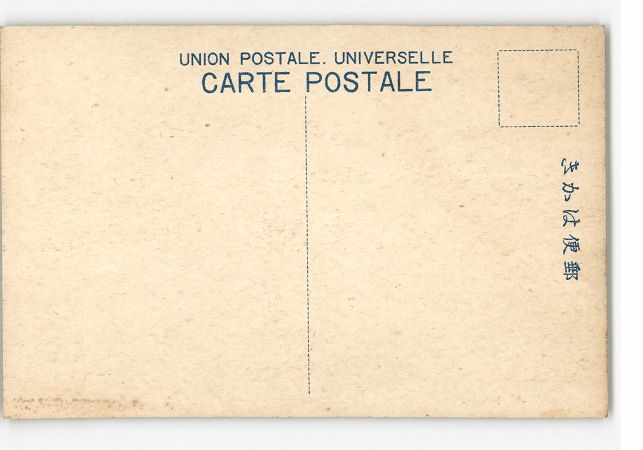 UNION POSTALE. UNIVERSELLE
CARTE POSTALE
郵便はかき